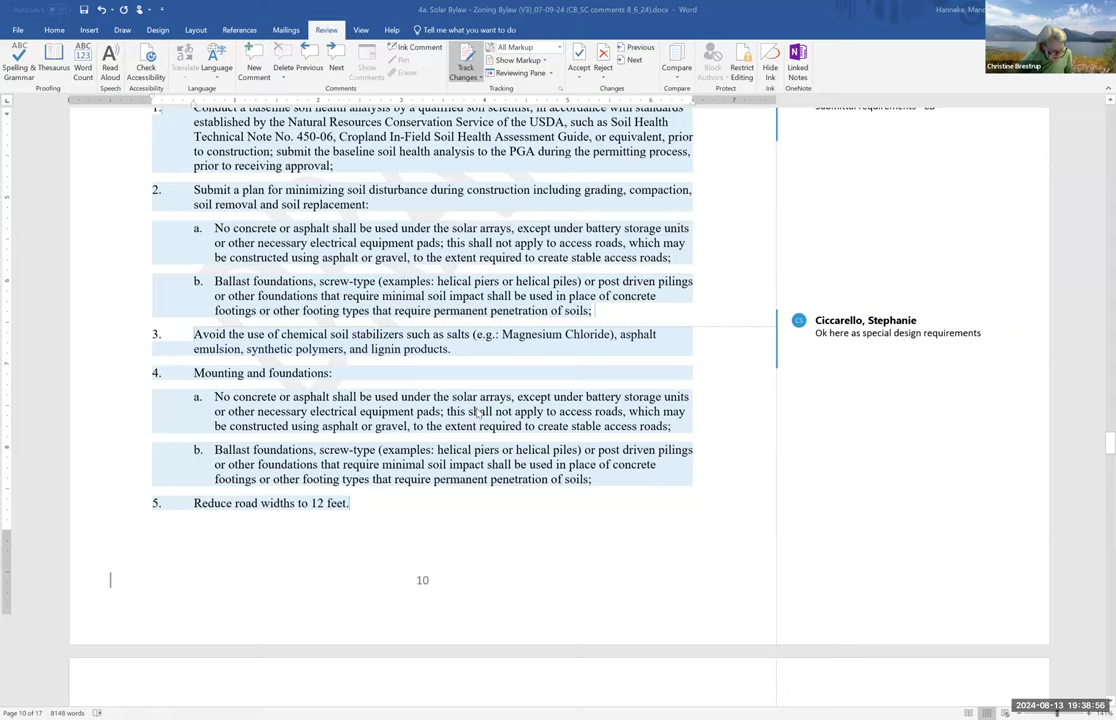 4a. Solar Bylaw - Zoning Bylaw (V3)_07-09-24 (CB_SC comments 8_6_24).docx - Word
File Home Insert Draw Design Layout References Mailings Review View Help Tell me what you want to do
Christine Brestrup
Spelling & Grammar
Thesaurus
Word Count
Read Aloud
Check Accessibility
Translate
Language
New Comment
Delete
Previous
Next
Show Comments
Ink Comment
Pen
Eraser
Track Changes
All Markup
Show Markup
Reviewing Pane
Accept
Reject
Previous
Next
Compare
Block Authors
Restrict Editing
Hide Ink
Linked Notes
Proofing Speech Accessibility Language Comments Tracking Changes Compare Protect Ink OneNote
1. Conduct a baseline soil health analysis by a qualified soil scientist, in accordance with standards
established by the Natural Resources Conservation Service of the USDA, such as Soil Health
Technical Note No. 450-06, Cropland In-Field Soil Health Assessment Guide, or equivalent, prior
to construction; submit the baseline soil health analysis to the PGA during the permitting process,
prior to receiving approval;
2. Submit a plan for minimizing soil disturbance during construction including grading, compaction,
soil removal and soil replacement:
a. No concrete or asphalt shall be used under the solar arrays, except under battery storage units
or other necessary electrical equipment pads; this shall not apply to access roads, which may
be constructed using asphalt or gravel, to the extent required to create stable access roads;
b. Ballast foundations, screw-type (examples: helical piers or helical piles) or post driven pilings
or other foundations that require minimal soil impact shall be used in place of concrete
footings or other footing types that require permanent penetration of soils;
3. Avoid the use of chemical soil stabilizers such as salts (e.g.: Magnesium Chloride), asphalt
emulsion, synthetic polymers, and lignin products.
4. Mounting and foundations:
a. No concrete or asphalt shall be used under the solar arrays, except under battery storage units
or other necessary electrical equipment pads; this shall not apply to access roads, which may
be constructed using asphalt or gravel, to the extent required to create stable access roads;
b. Ballast foundations, screw-type (examples: helical piers or helical piles) or post driven pilings
or other foundations that require minimal soil impact shall be used in place of concrete
footings or other footing types that require permanent penetration of soils;
5. Reduce road widths to 12 feet.
Ciccarello, Stephanie
Ok here as special design requirements
10
Page 10 of 17 8148 words
2024-08-13 19:38:56